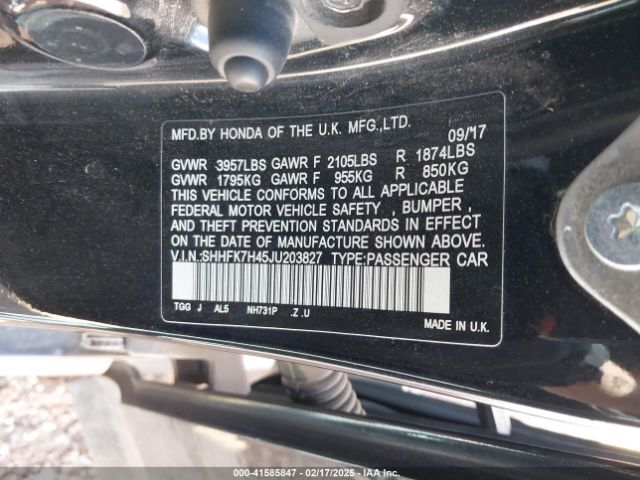 MFD.BY HONDA OF THE U.K. MFG.,LTD. 09/'17
GVWR 3957LBS GAWR F 2105LBS R 1874LBS
GVWR 1795KG GAWR F 955KG R 850KG
THIS VEHICLE CONFORMS TO ALL APPLICABLE
FEDERAL MOTOR VEHICLE SAFETY , BUMPER ,
AND THEFT PREVENTION STANDARDS IN EFFECT
ON THE DATE OF MANUFACTURE SHOWN ABOVE.
V.I.N.:SHHFK7H45JU203827 TYPE:PASSENGER CAR
TGG J AL5 NH731P .Z .U
MADE IN U.K.
000-41585847 - 02/17/2025 - IAA Inc.